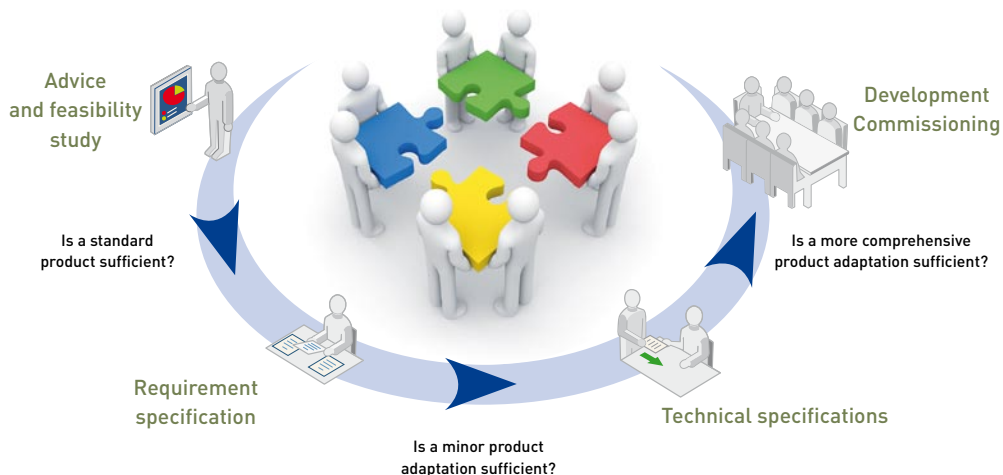 Advice
and feasibility
study
Is a standard
product sufficient?
Requirement
specification
Is a minor product
adaptation sufficient?
Technical specifications
Is a more comprehensive
product adaptation sufficient?
Development
Commissioning